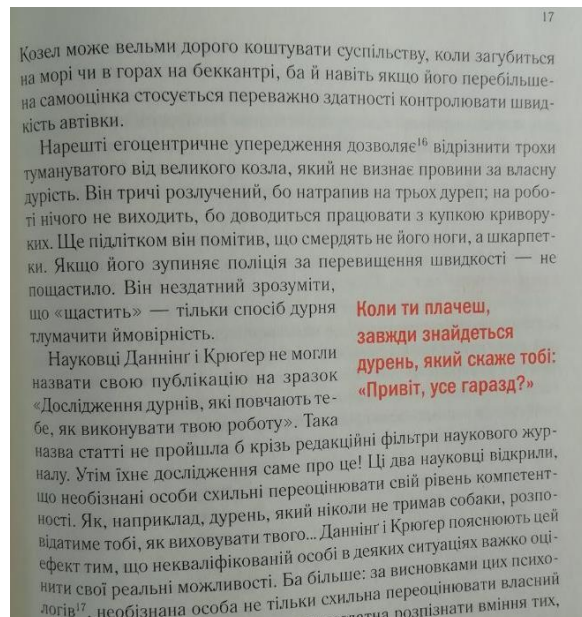 17
Козел може вельми дорого коштувати суспільству, коли загубиться
на морі чи в горах на беккантрі, ба й навіть якщо його перебільше-
на самооцінка стосується переважно здатності контролювати швид-
кість автівки.
Нарешті егоцентричне упередження дозволяє¹⁶ відрізнити трохи
тумануватого від великого козла, який не визнає провини за власну
дурість. Він тричі розлучений, бо натрапив на трьох дуреп; на робо-
ті нічого не виходить, бо доводиться працювати з купкою кривору-
ких. Ще підлітком він помітив, що смердять не його ноги, а шкарпет-
ки. Якщо його зупиняє поліція за перевищення швидкості — не
пощастило. Він нездатний зрозуміти,
що «щастить» — тільки спосіб дурня
тлумачити ймовірність.
Науковці Даннінґ і Крюґер не могли
назвати свою публікацію на зразок
«Дослідження дурнів, які повчають те-
бе, як виконувати твою роботу». Така
Коли ти плачеш,
завжди знайдеться
дурень, який скаже тобі:
«Привіт, усе гаразд?»
назва статті не пройшла б крізь редакційні фільтри наукового жур-
налу. Утім їхнє дослідження саме про це! Ці два науковці відкрили,
що необізнані особи схильні переоцінювати свій рівень компетент-
ності. Як, наприклад, дурень, який ніколи не тримав собаки, розпо-
відатиме тобі, як виховувати твого... Даннінґ і Крюґер пояснюють цей
ефект тим, що некваліфікованій особі в деяких ситуаціях важко оці-
нити свої реальні можливості. Ба більше: за висновками цих психо-
логів¹⁷, необізнана особа не тільки схильна переоцінювати власний
розпізнати вміння тих,